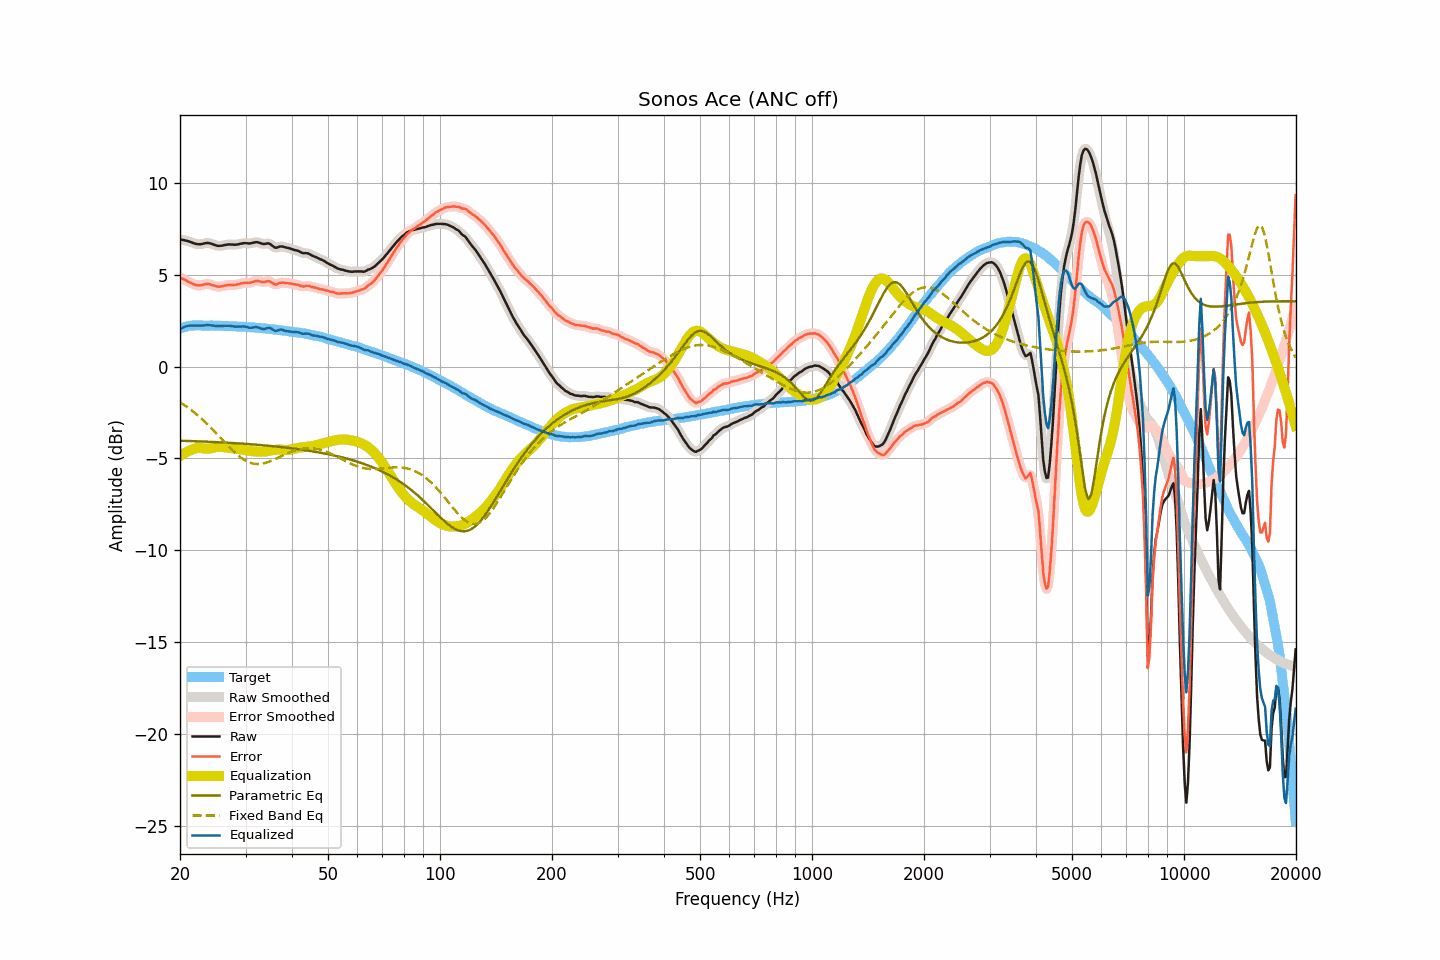 Sonos Ace (ANC off)
Amplitude (dBr)
10
5
0
−5
−10
−15
−20
−25
Target
Raw Smoothed
Error Smoothed
Raw
Error
Equalization
Parametric Eq
Fixed Band Eq
Equalized
20 50 100 200 500 1000 2000 5000 10000 20000
Frequency (Hz)